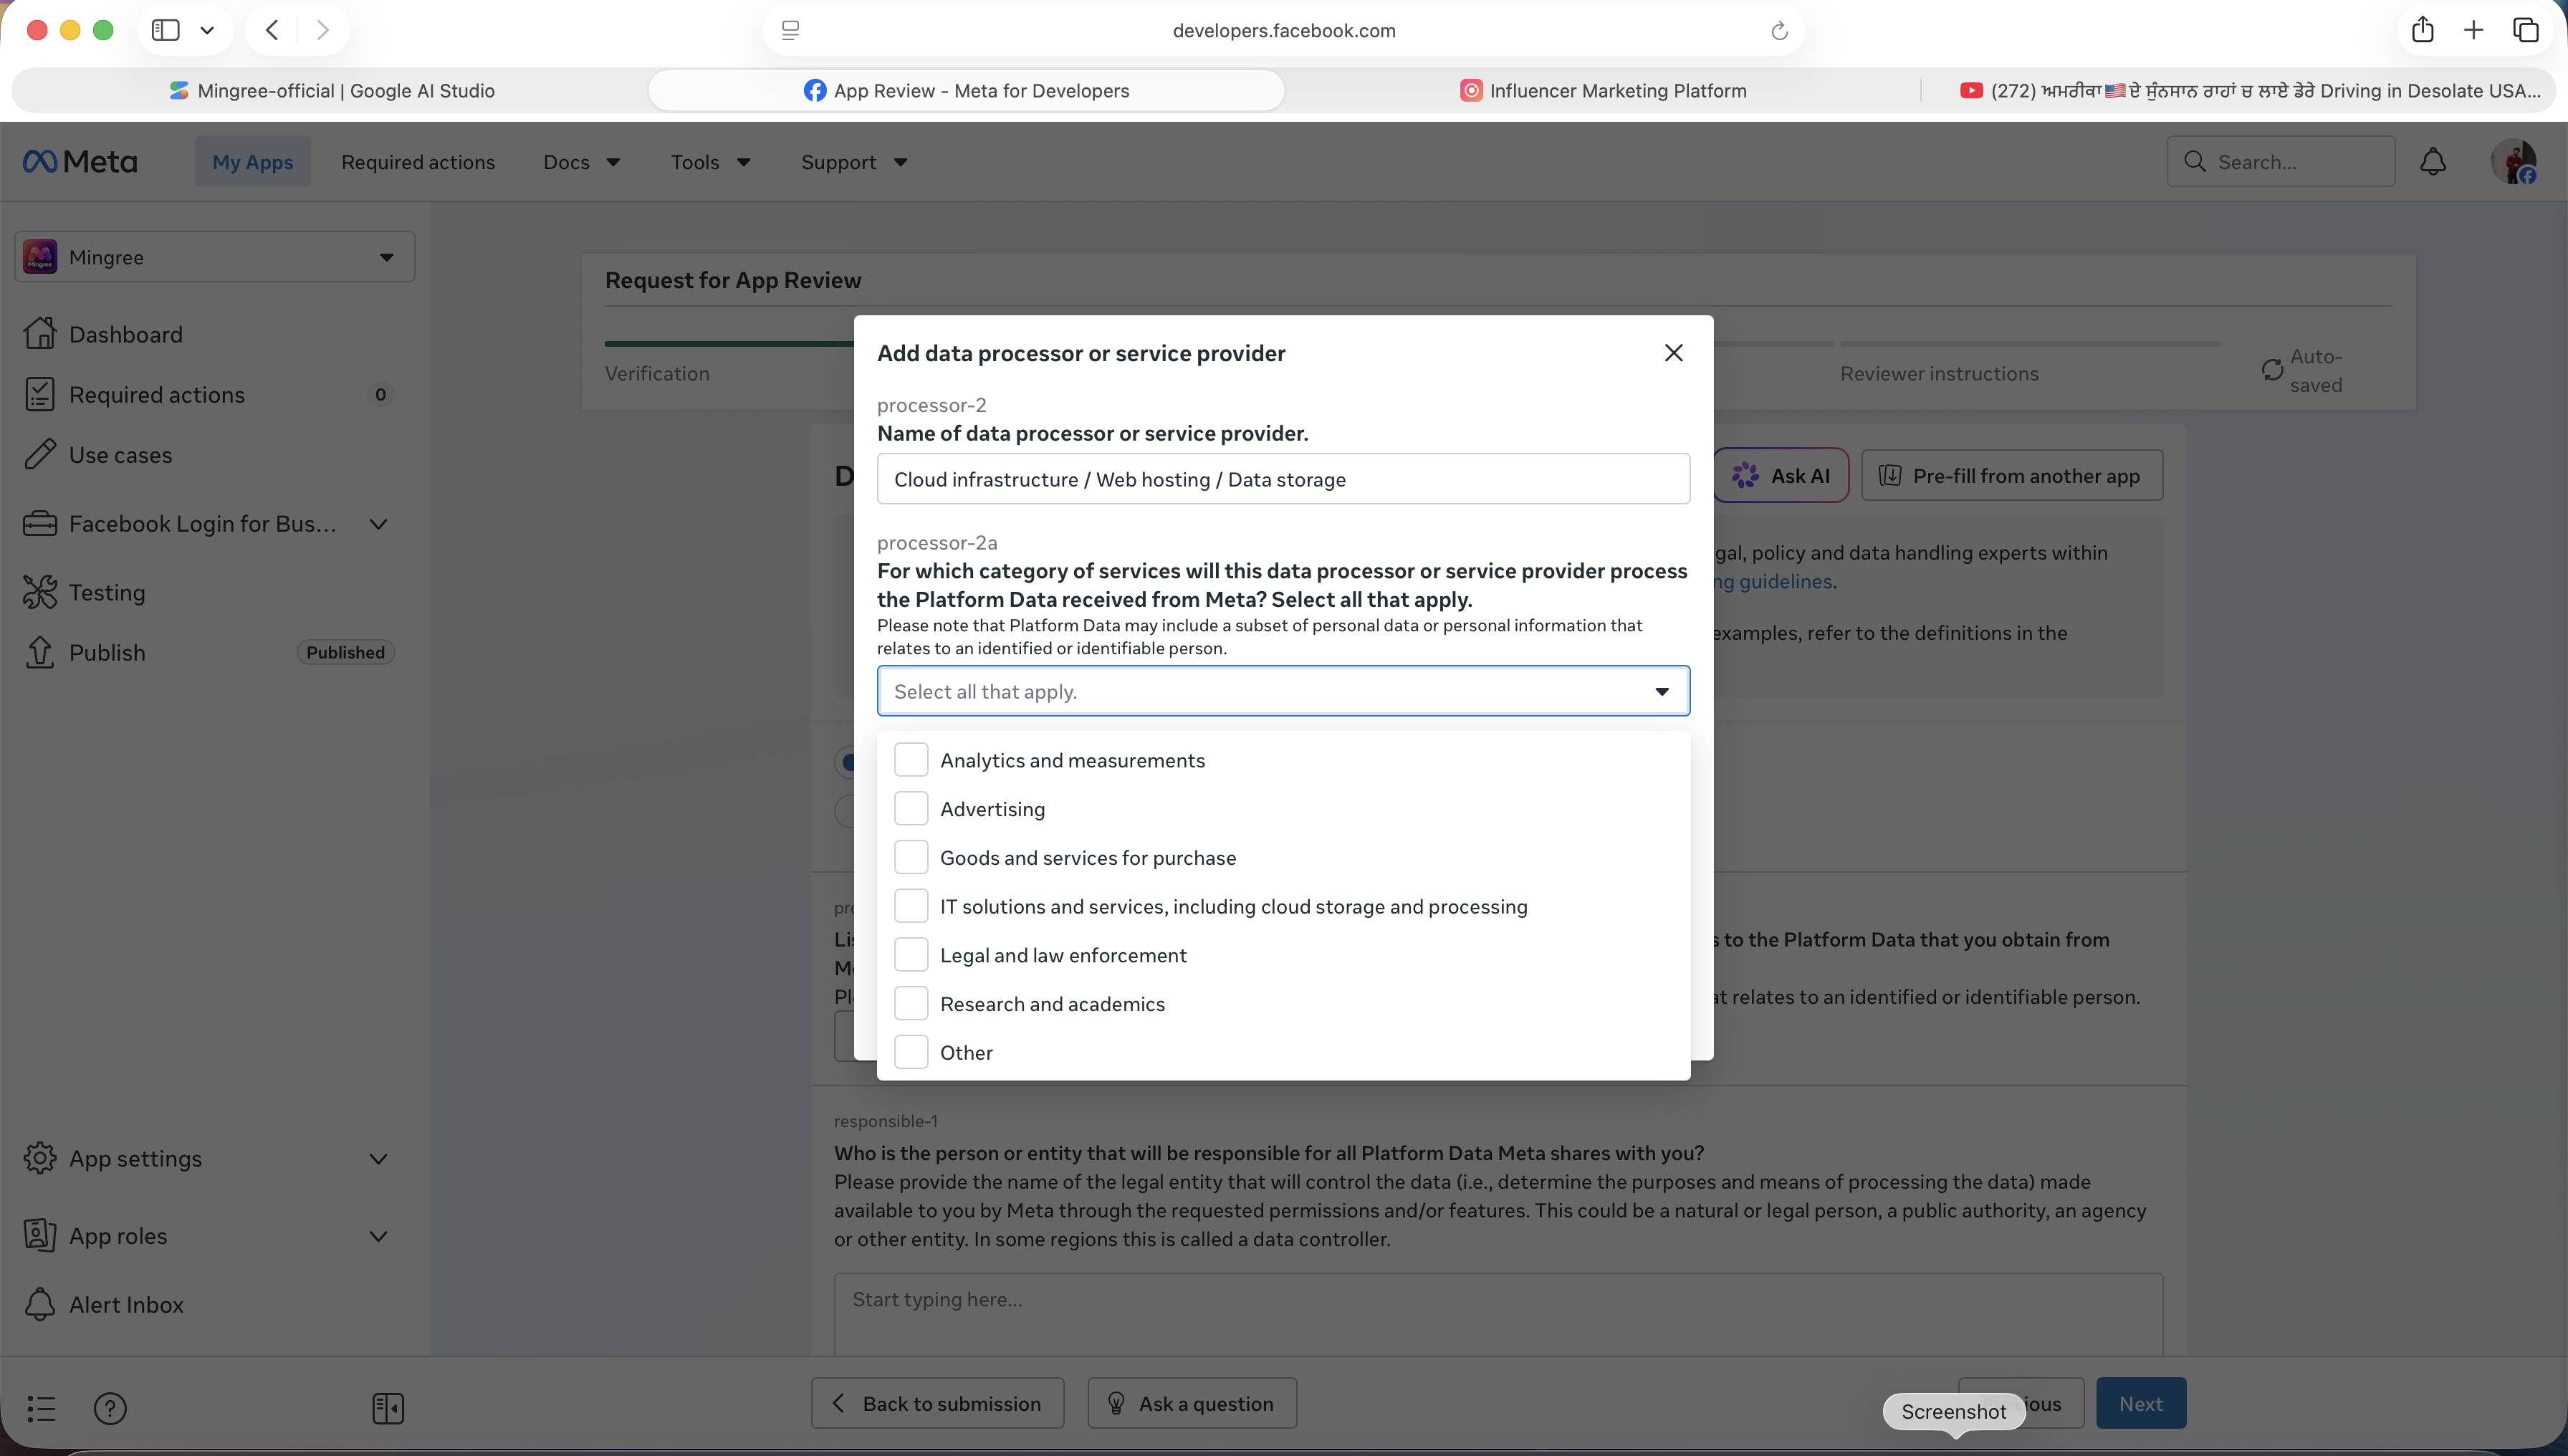 developers.facebook.com
Mingree-official | Google AI Studio
App Review - Meta for Developers
Influencer Marketing Platform
(272) ਅਮਰੀਕਾ🇺🇸ਦੇ ਸੁੰਨਸਾਨ ਰਾਹਾਂ ਚ ਲਾਏ ਡੇਰੇ Driving in Desolate USA...
Meta
My Apps
Required actions
Docs
Tools
Support
Search...
Mingree
Dashboard
Required actions
0
Use cases
Facebook Login for Bus...
Testing
Publish
Published
App settings
App roles
Alert Inbox
Request for App Review
Verification
Reviewer instructions
Auto-
saved
Ask AI
Pre-fill from another app
gal, policy and data handling experts within
ng guidelines.
examples, refer to the definitions in the
Add data processor or service provider
processor-2
Name of data processor or service provider.
Cloud infrastructure / Web hosting / Data storage
processor-2a
For which category of services will this data processor or service provider process
the Platform Data received from Meta? Select all that apply.
Please note that Platform Data may include a subset of personal data or personal information that
relates to an identified or identifiable person.
Select all that apply.
Analytics and measurements
Advertising
Goods and services for purchase
IT solutions and services, including cloud storage and processing
Legal and law enforcement
Research and academics
Other
s to the Platform Data that you obtain from
at relates to an identified or identifiable person.
responsible-1
Who is the person or entity that will be responsible for all Platform Data Meta shares with you?
Please provide the name of the legal entity that will control the data (i.e., determine the purposes and means of processing the data) made
available to you by Meta through the requested permissions and/or features. This could be a natural or legal person, a public authority, an agency
or other entity. In some regions this is called a data controller.
Start typing here...
Back to submission
Ask a question
Screenshot
ious
Next